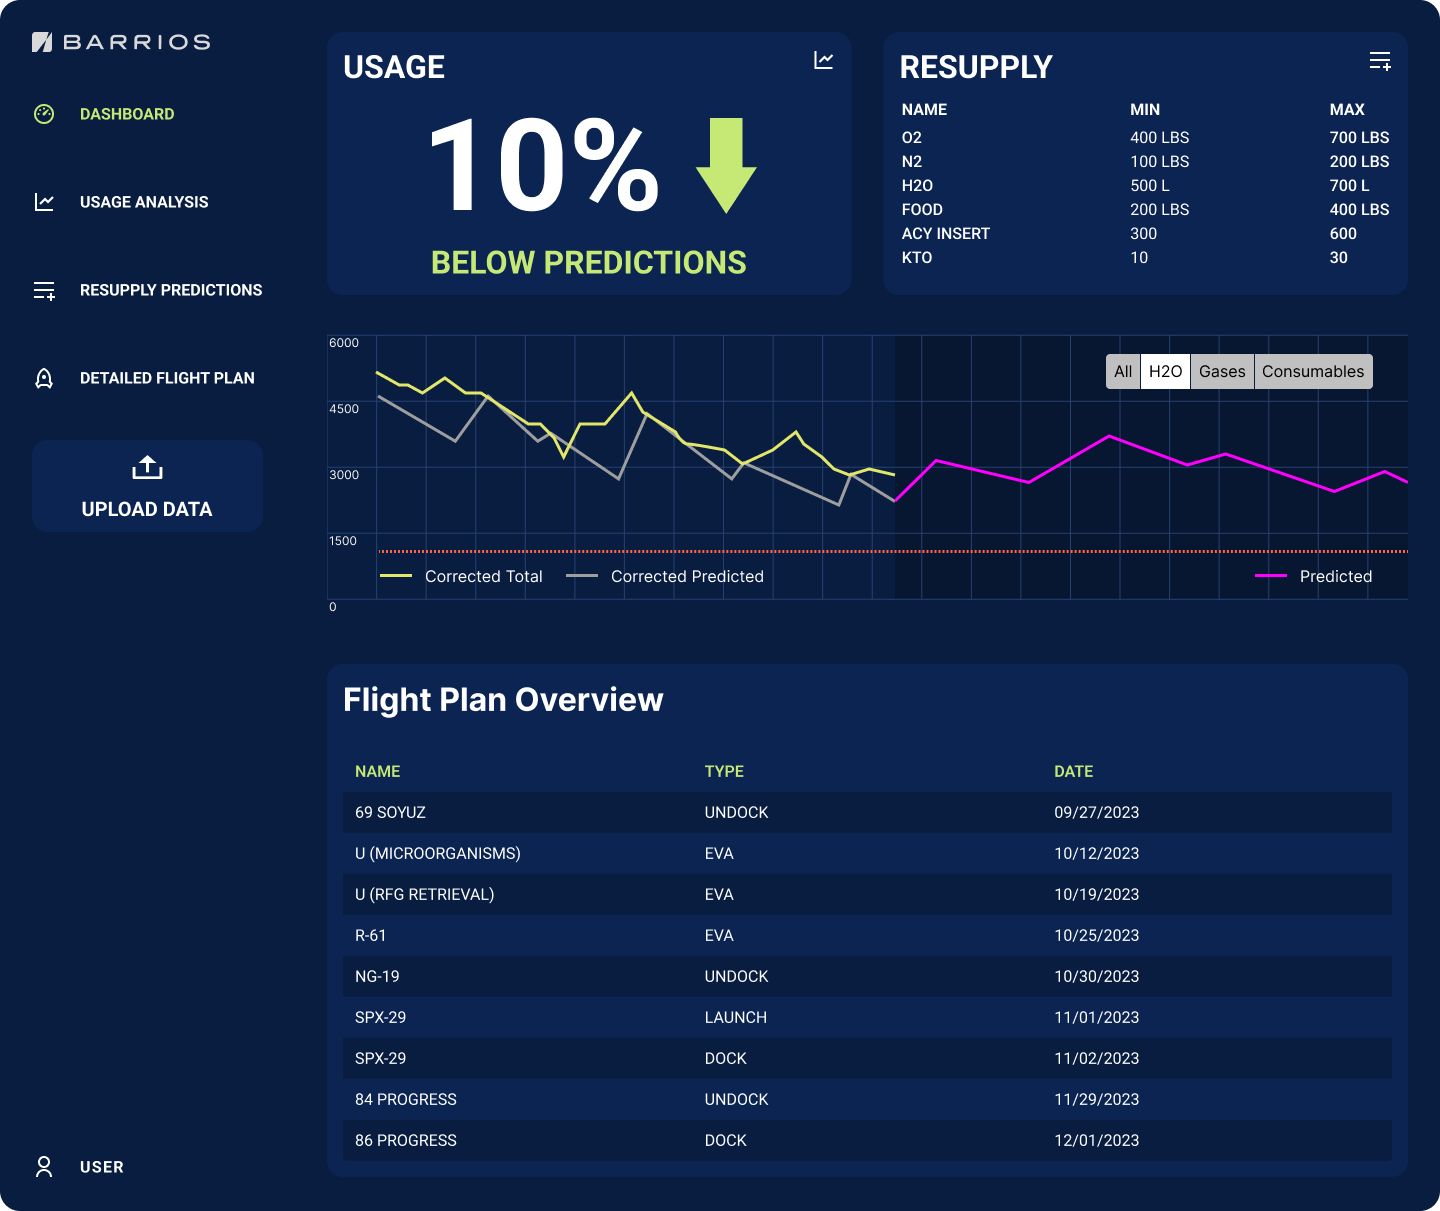 BARRIOS
DASHBOARD
USAGE ANALYSIS
RESUPPLY PREDICTIONS
DETAILED FLIGHT PLAN
UPLOAD DATA
USER
USAGE
10%
BELOW PREDICTIONS
RESUPPLY
NAME MIN MAX
O2 400 LBS 700 LBS
N2 100 LBS 200 LBS
H2O 500 L 700 L
FOOD 200 LBS 400 LBS
ACY INSERT 300 600
KTO 10 30
6000
4500
3000
1500
0
All H2O Gases Consumables
Corrected Total Corrected Predicted Predicted
Flight Plan Overview
NAME TYPE DATE
69 SOYUZ UNDOCK 09/27/2023
U (MICROORGANISMS) EVA 10/12/2023
U (RFG RETRIEVAL) EVA 10/19/2023
R-61 EVA 10/25/2023
NG-19 UNDOCK 10/30/2023
SPX-29 LAUNCH 11/01/2023
SPX-29 DOCK 11/02/2023
84 PROGRESS UNDOCK 11/29/2023
86 PROGRESS DOCK 12/01/2023